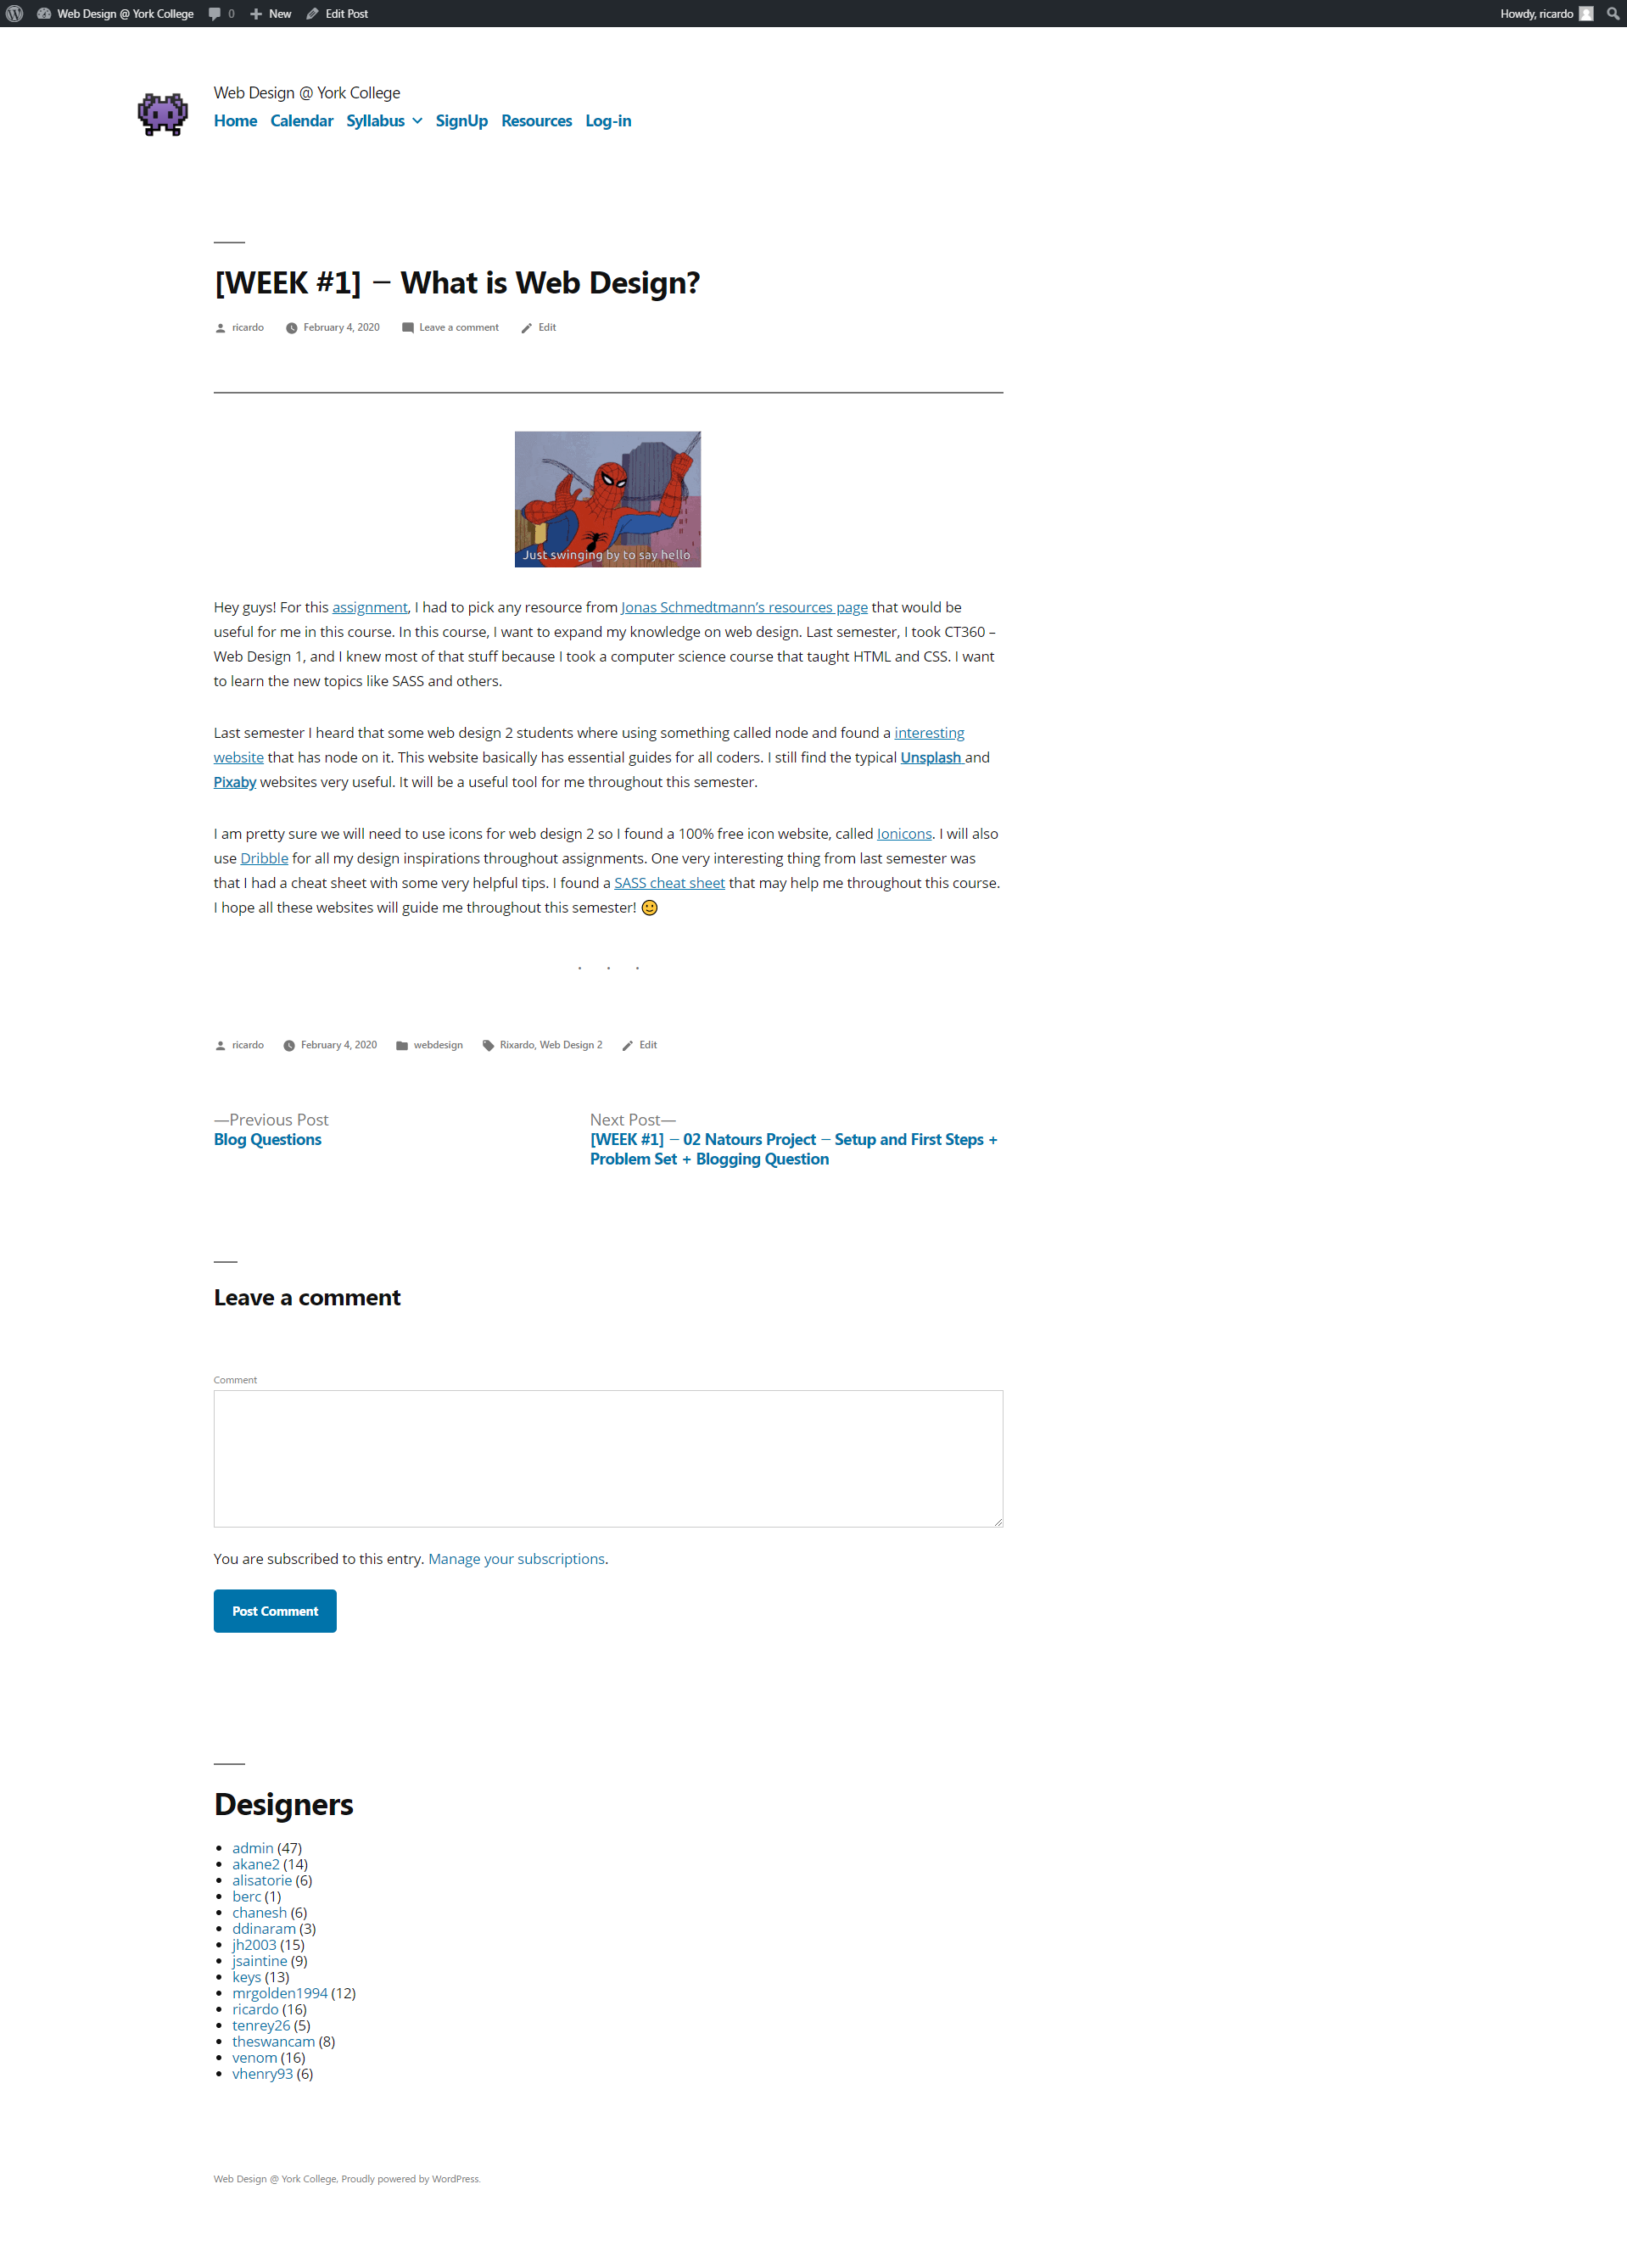 Web Design @ York College 0 New Edit Post Howdy, ricardo
Web Design @ York College
Home Calendar Syllabus SignUp Resources Log-in
[WEEK #1] – What is Web Design?
ricardo February 4, 2020 Leave a comment Edit
Just swinging by to say hello
Hey guys! For this assignment, I had to pick any resource from Jonas Schmedtmann's resources page that would be
useful for me in this course. In this course, I want to expand my knowledge on web design. Last semester, I took CT360 –
Web Design 1, and I knew most of that stuff because I took a computer science course that taught HTML and CSS. I want
to learn the new topics like SASS and others.
Last semester I heard that some web design 2 students where using something called node and found a interesting
website that has node on it. This website basically has essential guides for all coders. I still find the typical Unsplash and
Pixaby websites very useful. It will be a useful tool for me throughout this semester.
I am pretty sure we will need to use icons for web design 2 so I found a 100% free icon website, called Ionicons. I will also
use Dribble for all my design inspirations throughout assignments. One very interesting thing from last semester was
that I had a cheat sheet with some very helpful tips. I found a SASS cheat sheet that may help me throughout this course.
I hope all these websites will guide me throughout this semester! 🙂
. . .
ricardo February 4, 2020 webdesign Rixardo, Web Design 2 Edit
—Previous Post
Blog Questions
Next Post—
[WEEK #1] – 02 Natours Project – Setup and First Steps +
Problem Set + Blogging Question
Leave a comment
Comment
You are subscribed to this entry. Manage your subscriptions.
Post Comment
Designers
• admin (47)
• akane2 (14)
• alisatorie (6)
• berc (1)
• chanesh (6)
• ddinaram (3)
• jh2003 (15)
• jsaintine (9)
• keys (13)
• mrgolden1994 (12)
• ricardo (16)
• tenrey26 (5)
• theswancam (8)
• venom (16)
• vhenry93 (6)
Web Design @ York College, Proudly powered by WordPress.